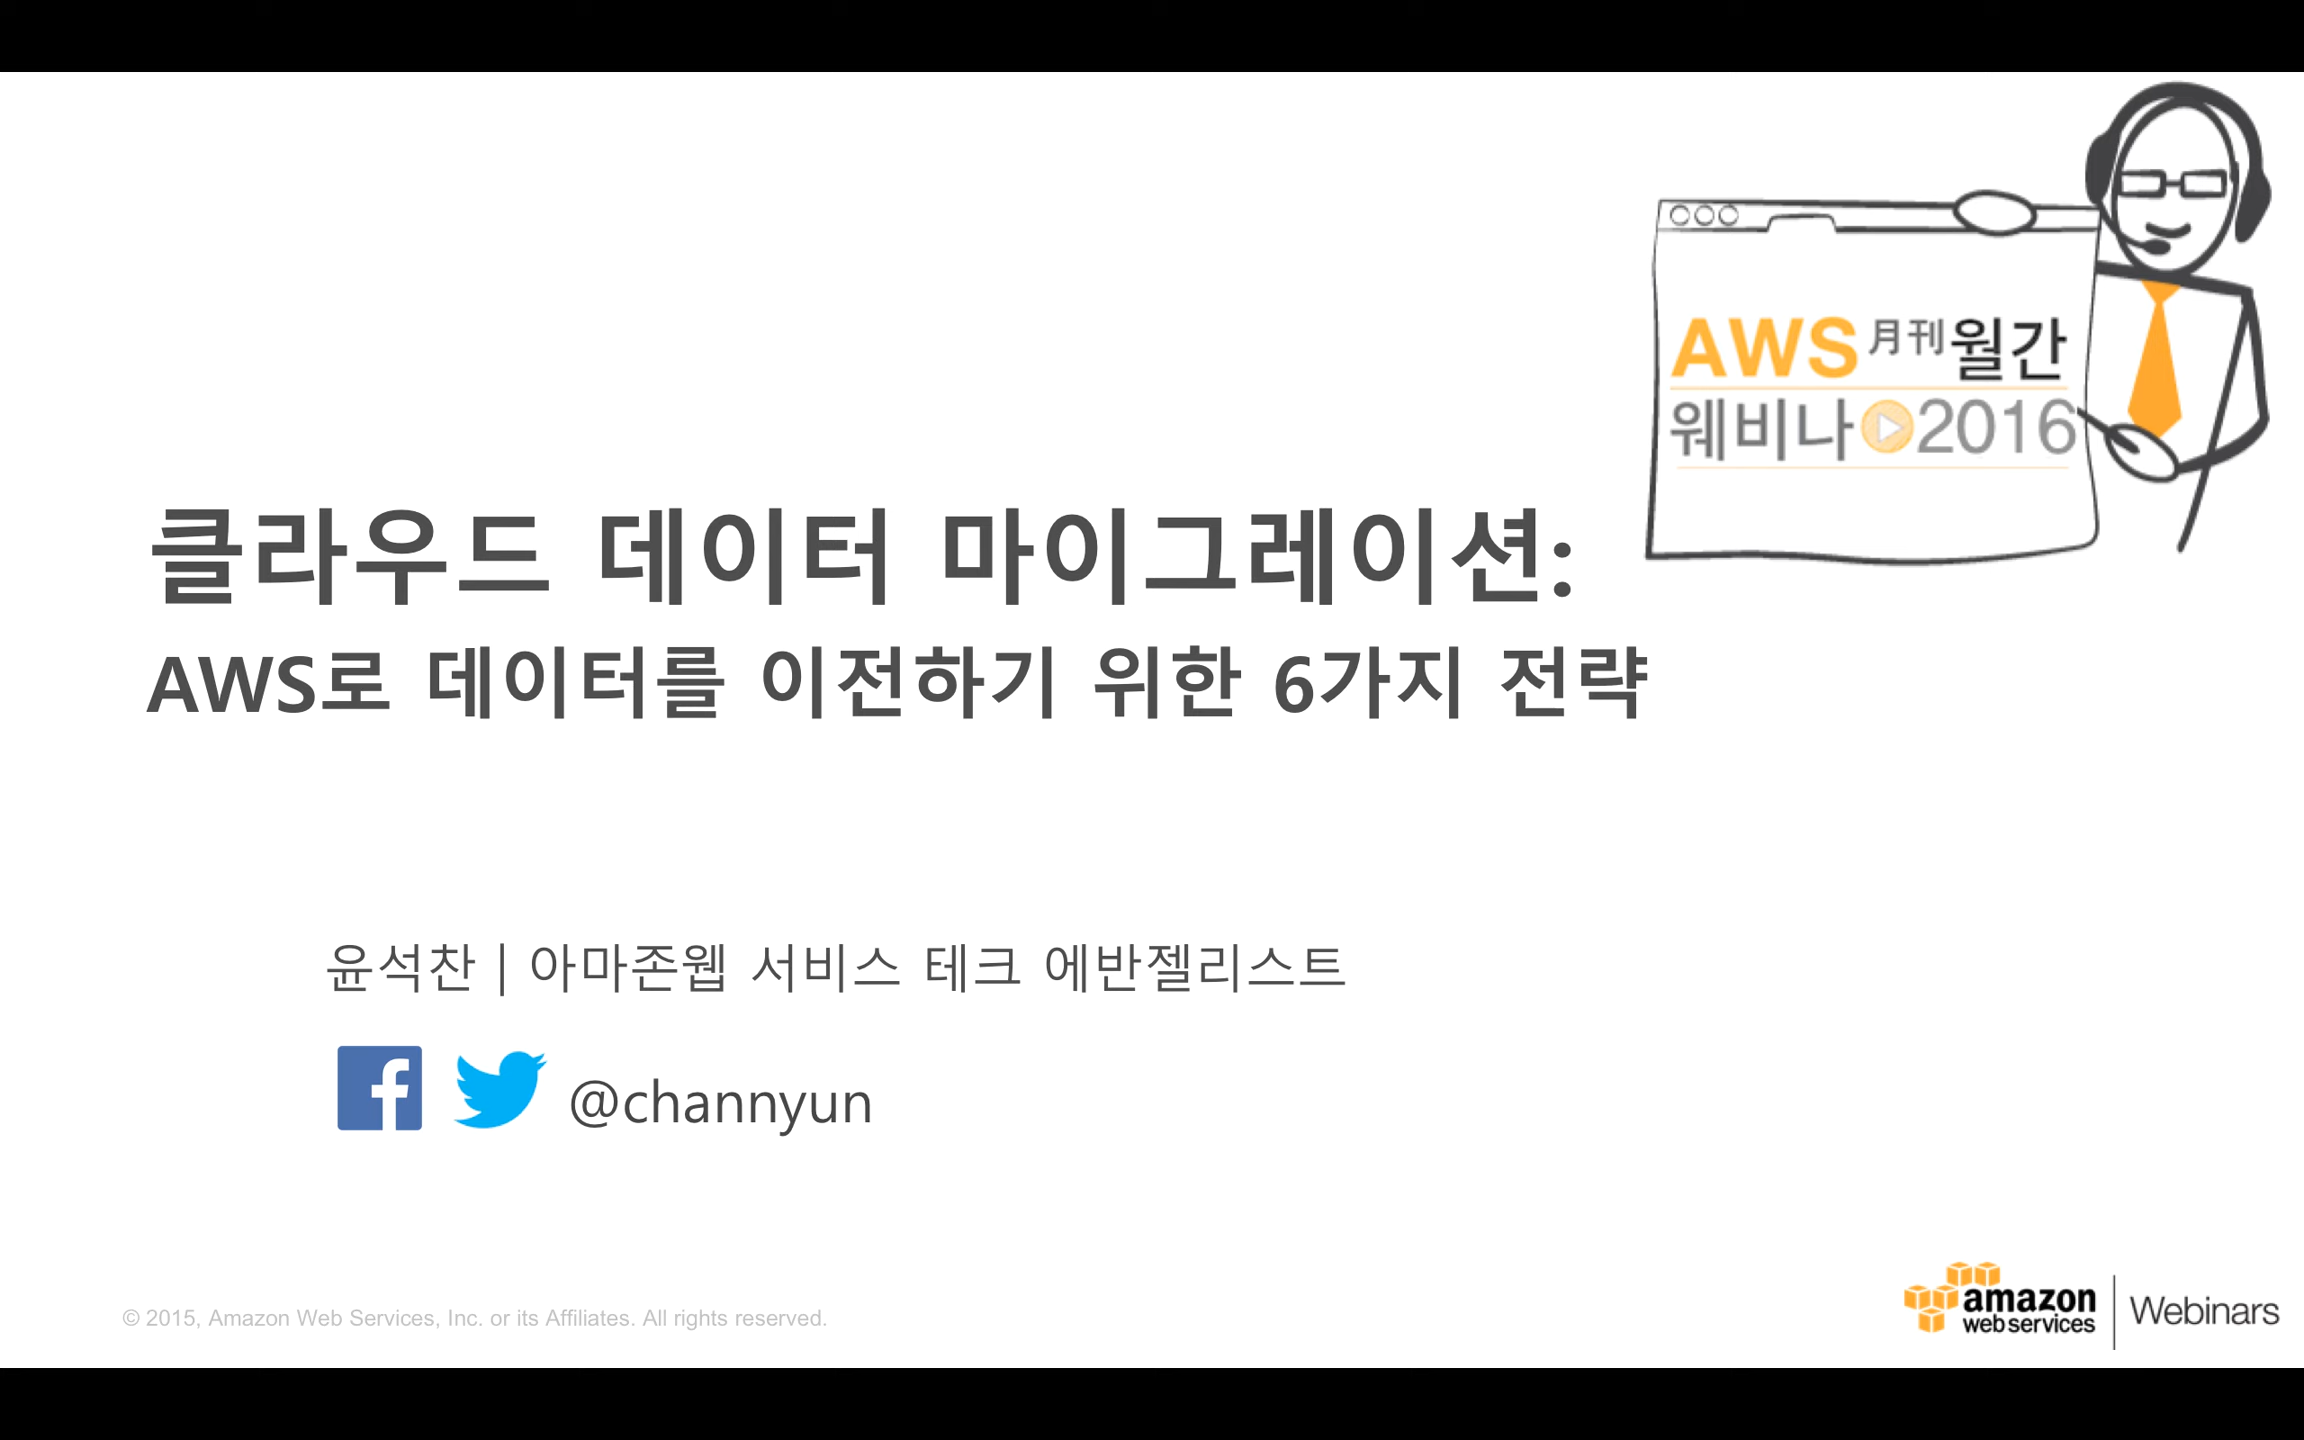 AWS 月刊 월간
웨비나 2016
클라우드 데이터 마이그레이션:
AWS로 데이터를 이전하기 위한 6가지 전략
윤석찬 | 아마존웹 서비스 테크 에반젤리스트
@channyun
© 2015, Amazon Web Services, Inc. or its Affiliates. All rights reserved.
amazon
web services
Webinars